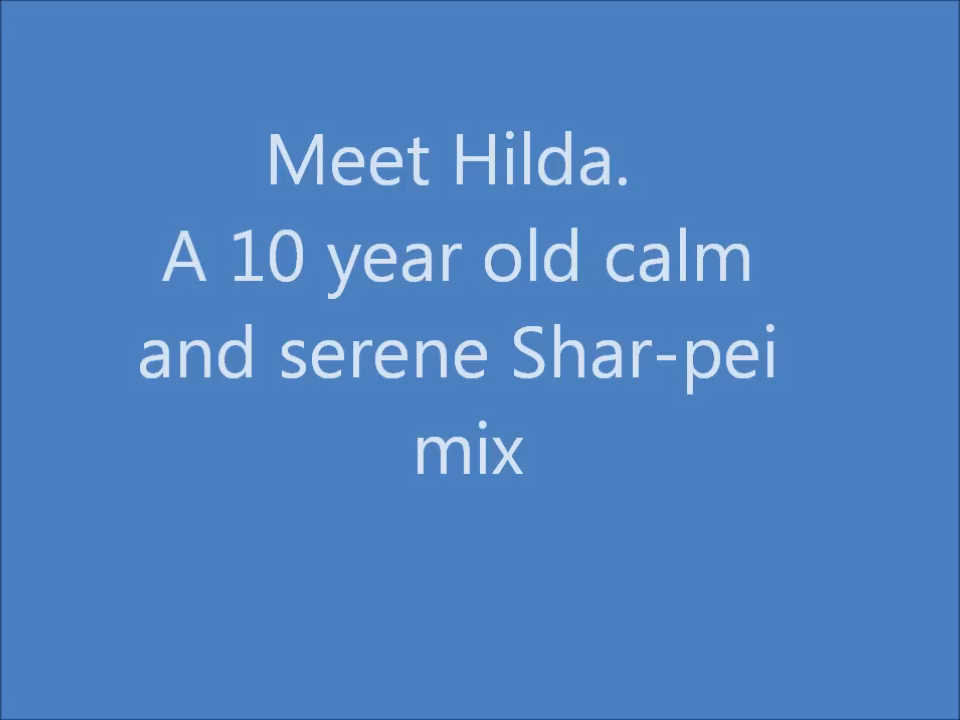 Meet Hilda.
A 10 year old calm
and serene Shar-pei
mix